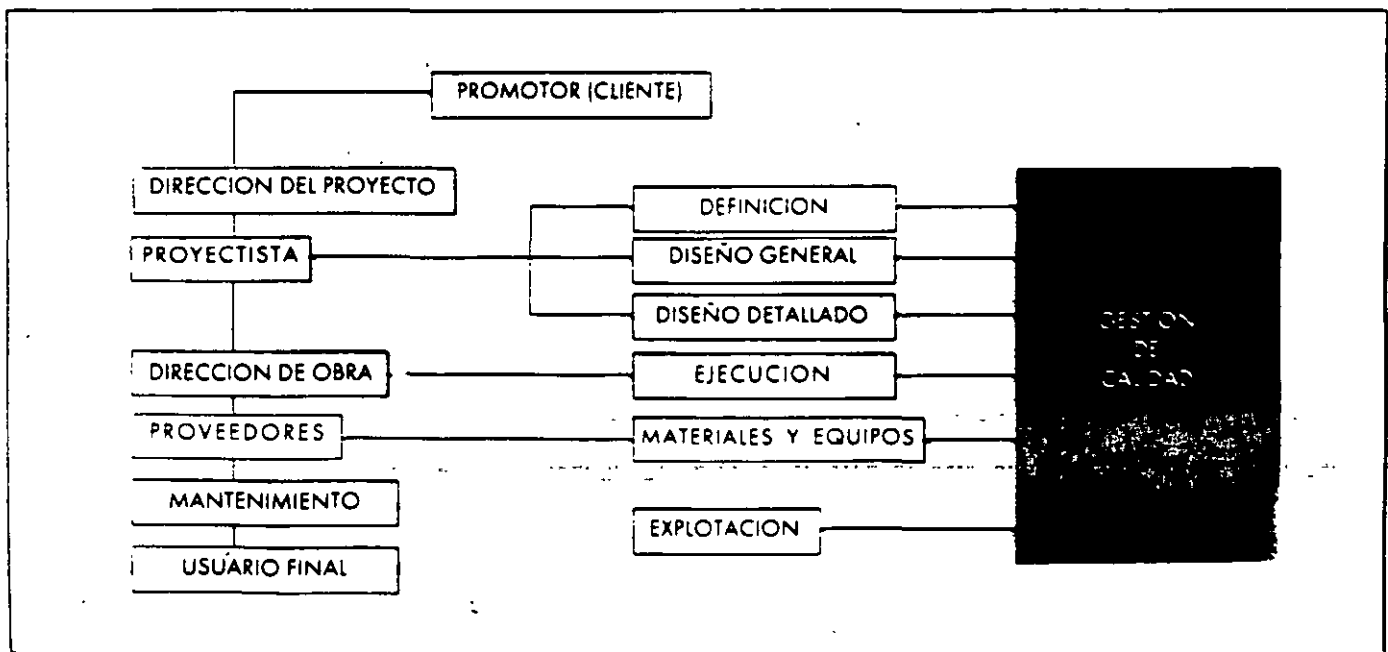 PROMOTOR (CLIENTE)
DIRECCION DEL PROYECTO
PROYECTISTA
DIRECCION DE OBRA
PROVEEDORES
MANTENIMIENTO
USUARIO FINAL
DEFINICION
DISEÑO GENERAL
DISEÑO DETALLADO
EJECUCION
MATERIALES Y EQUIPOS
EXPLOTACION
GESTION
DE
CALIDAD